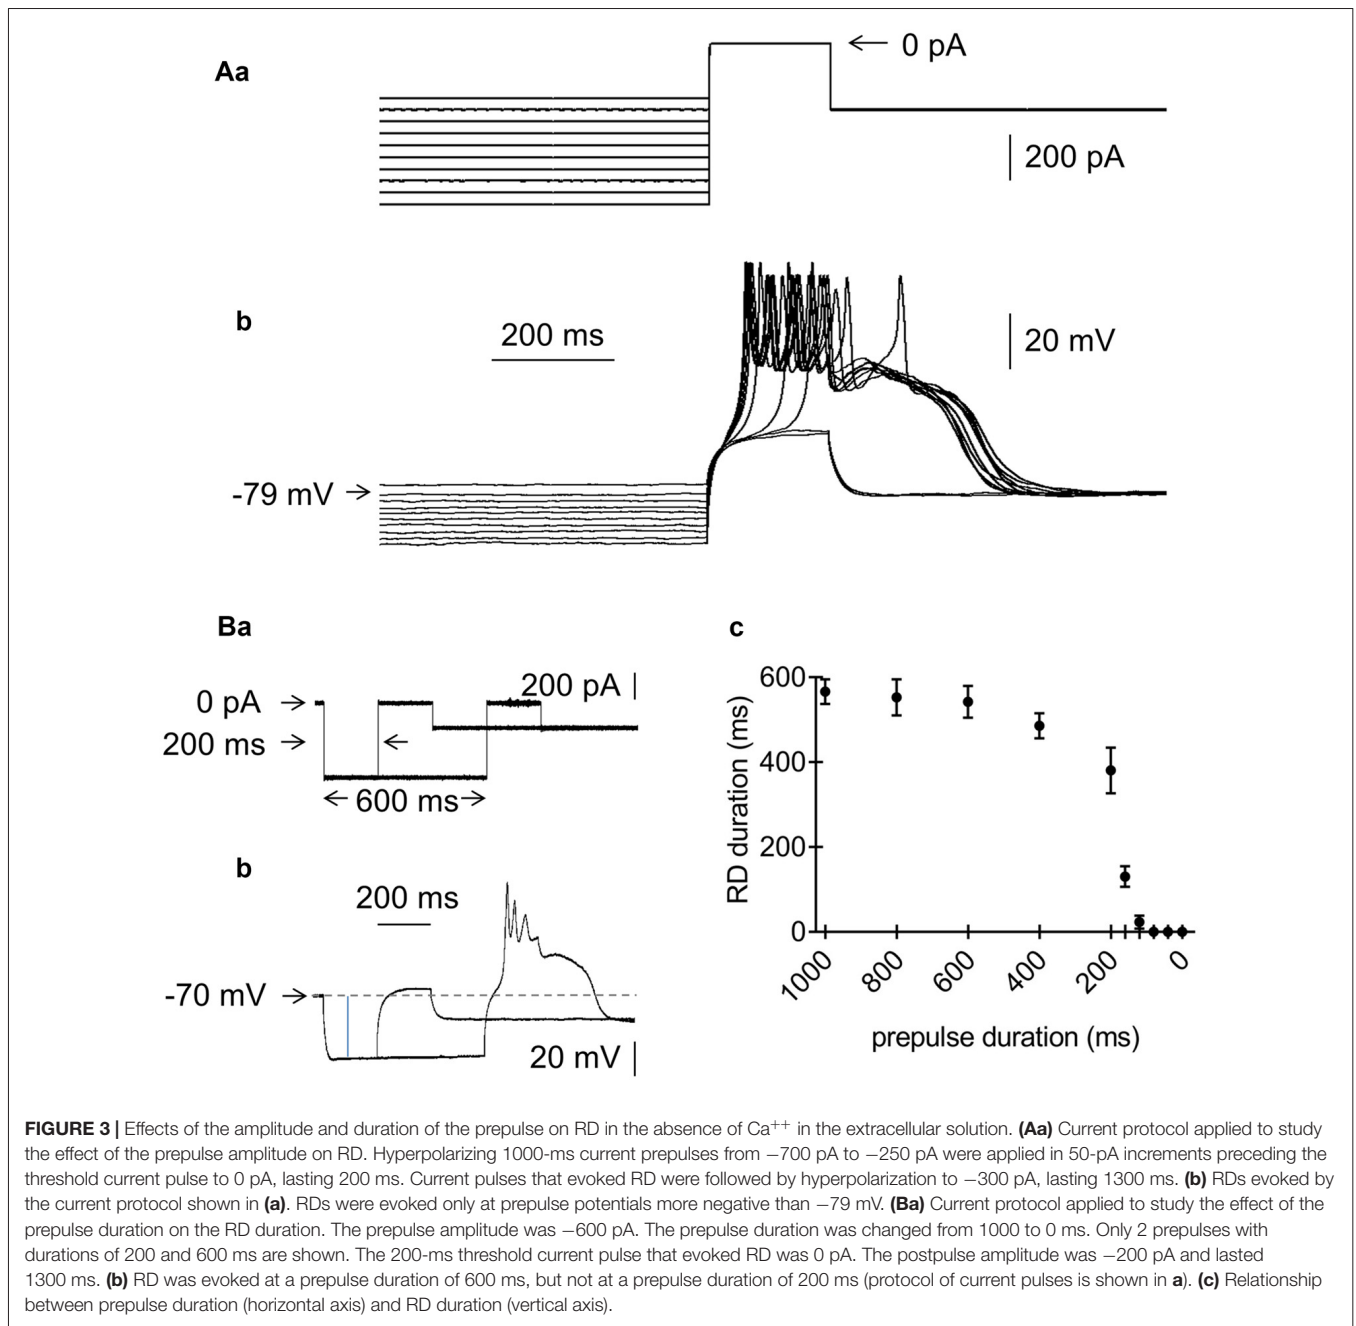 Aa
← 0 pA
200 pA
b
200 ms
20 mV
-79 mV →
Ba
0 pA →
200 pA
200 ms → ←
← 600 ms →
b
200 ms
-70 mV →
20 mV
c
RD duration (ms)
600
400
200
0
1000 800 600 400 200 0
prepulse duration (ms)
FIGURE 3 | Effects of the amplitude and duration of the prepulse on RD in the absence of Ca++ in the extracellular solution. (Aa) Current protocol applied to study
the effect of the prepulse amplitude on RD. Hyperpolarizing 1000-ms current prepulses from −700 pA to −250 pA were applied in 50-pA increments preceding the
threshold current pulse to 0 pA, lasting 200 ms. Current pulses that evoked RD were followed by hyperpolarization to −300 pA, lasting 1300 ms. (b) RDs evoked by
the current protocol shown in (a). RDs were evoked only at prepulse potentials more negative than −79 mV. (Ba) Current protocol applied to study the effect of the
prepulse duration on the RD duration. The prepulse amplitude was −600 pA. The prepulse duration was changed from 1000 to 0 ms. Only 2 prepulses with
durations of 200 and 600 ms are shown. The 200-ms threshold current pulse that evoked RD was 0 pA. The postpulse amplitude was −200 pA and lasted
1300 ms. (b) RD was evoked at a prepulse duration of 600 ms, but not at a prepulse duration of 200 ms (protocol of current pulses is shown in a). (c) Relationship
between prepulse duration (horizontal axis) and RD duration (vertical axis).